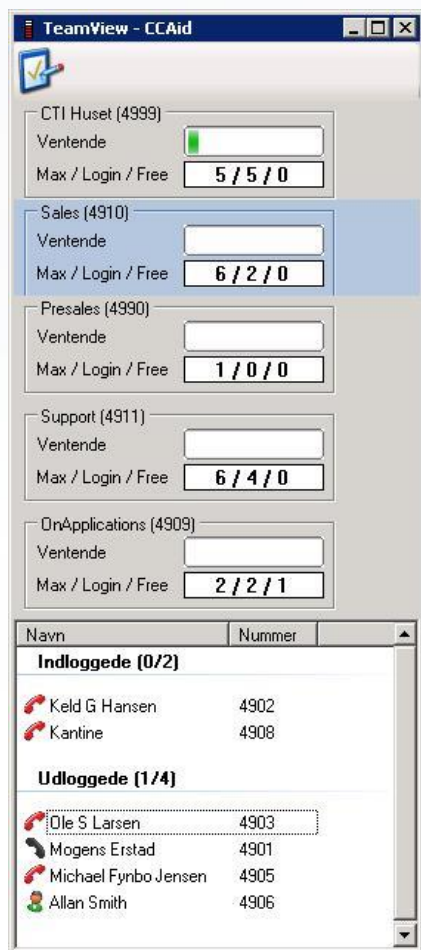 TeamView - CCAid
CTI Huset (4999)
Ventende
Max / Login / Free 5 / 5 / 0
Sales (4910)
Ventende
Max / Login / Free 6 / 2 / 0
Presales (4990)
Ventende
Max / Login / Free 1 / 0 / 0
Support (4911)
Ventende
Max / Login / Free 6 / 4 / 0
OnApplications (4909)
Ventende
Max / Login / Free 2 / 2 / 1
Navn Nummer
Indloggede (0/2)
Keld G Hansen 4902
Kantine 4908
Udloggede (1/4)
Ole S Larsen 4903
Mogens Erstad 4901
Michael Fynbo Jensen 4905
Allan Smith 4906